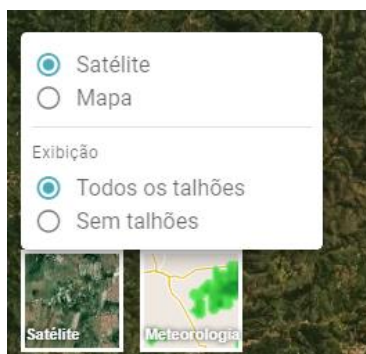 Satélite
Mapa
Exibição
Todos os talhões
Sem talhões
Satélite
Meteorologia